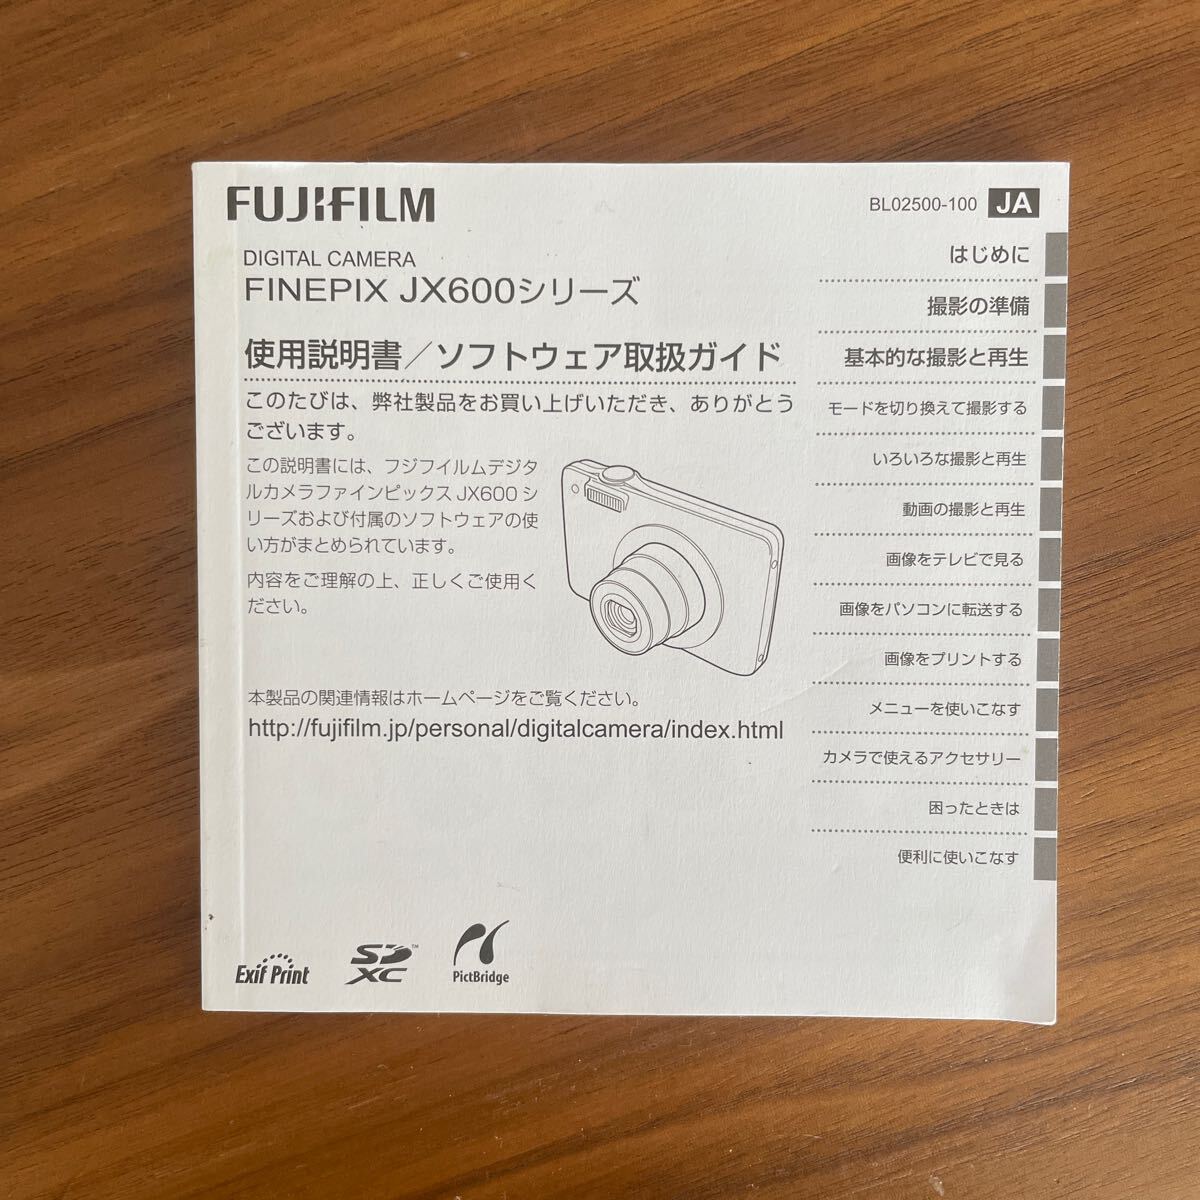 FUJIFILM
BL02500-100 JA
DIGITAL CAMERA
FINEPIX JX600シリーズ
使用説明書／ソフトウェア取扱ガイド
このたびは、弊社製品をお買い上げいただき、ありがとう
ございます。
この説明書には、フジフイルムデジタ
ルカメラファインピックス JX600 シ
リーズおよび付属のソフトウェアの使
い方がまとめられています。
内容をご理解の上、正しくご使用く
ださい。
本製品の関連情報はホームページをご覧ください。
http://fujifilm.jp/personal/digitalcamera/index.html
はじめに
撮影の準備
基本的な撮影と再生
モードを切り換えて撮影する
いろいろな撮影と再生
動画の撮影と再生
画像をテレビで見る
画像をパソコンに転送する
画像をプリントする
メニューを使いこなす
カメラで使えるアクセサリー
困ったときは
便利に使いこなす
Exif Print
SD™
XC
PictBridge